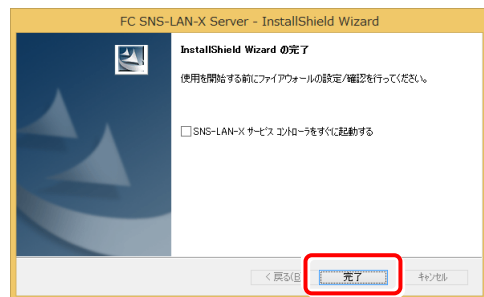 FC SNS-LAN-X Server - InstallShield Wizard
InstallShield Wizard の完了
使用を開始する前にファイアウォールの設定/確認を行ってください。
SNS-LAN-X サービス コントローラをすぐに起動する
< 戻る(B 完了 キャンセル